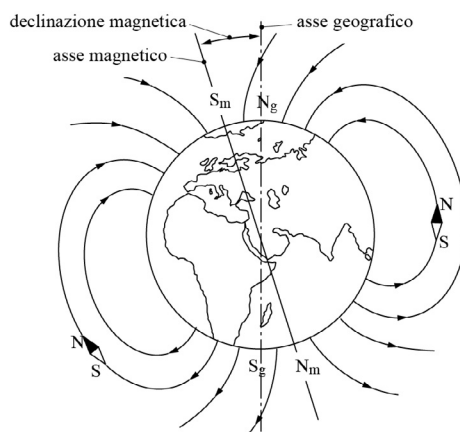 declinazione magnetica
asse geografico
asse magnetico
Sm Ng
N
S
N
S
Sg Nm